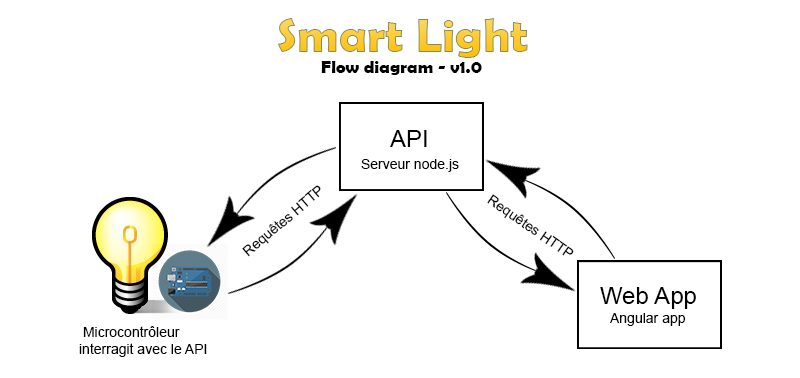 Smart Light
Flow diagram - v1.0
API
Serveur node.js
Requêtes HTTP
Requêtes HTTP
Web App
Angular app
Microcontrôleur
interragit avec le API